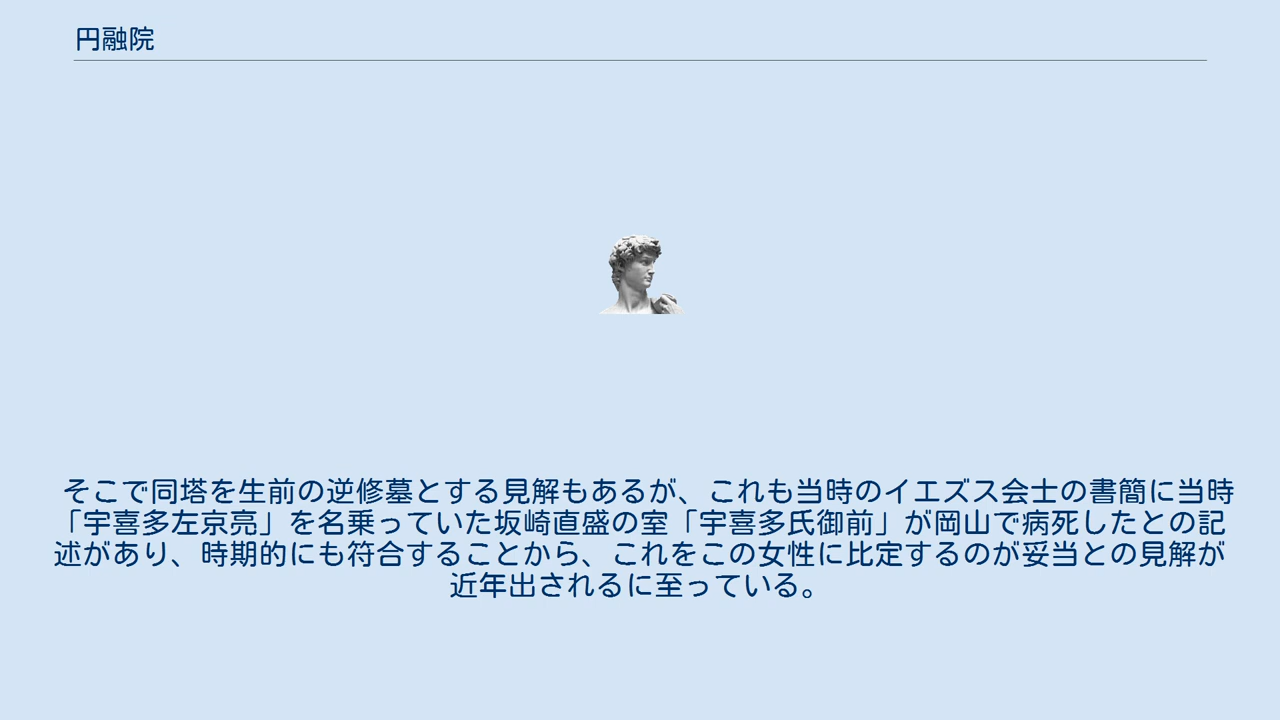 円融院
そこで同塔を生前の逆修墓とする見解もあるが、これも当時のイエズス会士の書簡に当時
「宇喜多左京亮」を名乗っていた坂崎直盛の室「宇喜多氏御前」が岡山で病死したとの記
述があり、時期的にも符合することから、これをこの女性に比定するのが妥当との見解が
近年出されるに至っている。